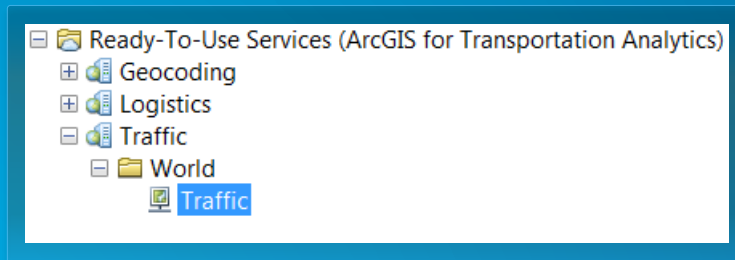 Ready-To-Use Services (ArcGIS for Transportation Analytics)
Geocoding
Logistics
Traffic
World
Traffic